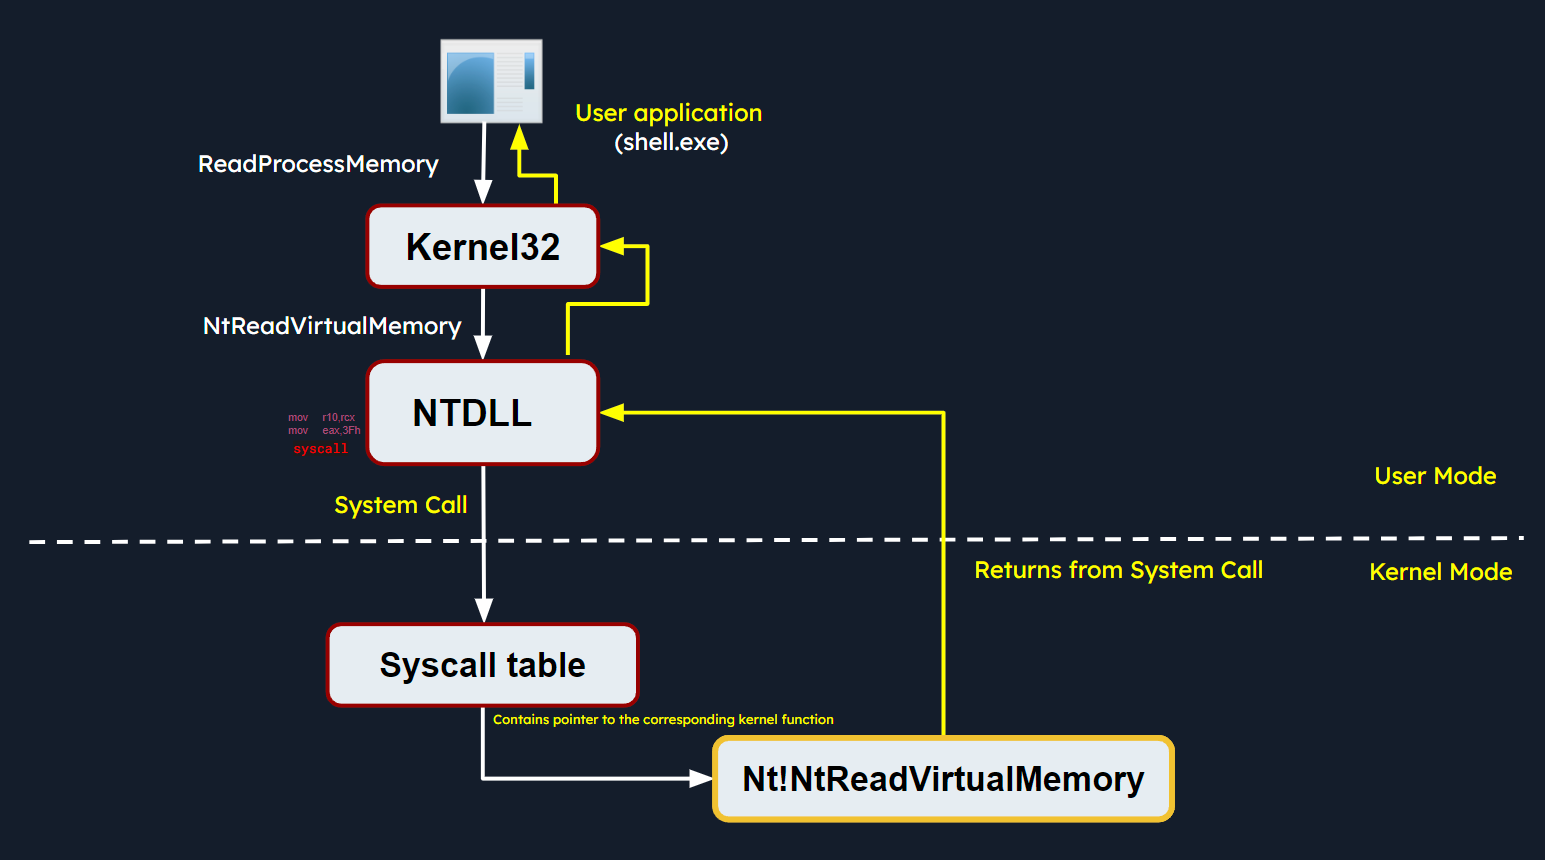 User application
(shell.exe)
ReadProcessMemory
Kernel32
NtReadVirtualMemory
NTDLL
mov r10,rcx
mov eax,3Fh
syscall
System Call
User Mode
Returns from System Call
Kernel Mode
Syscall table
Contains pointer to the corresponding kernel function
Nt!NtReadVirtualMemory